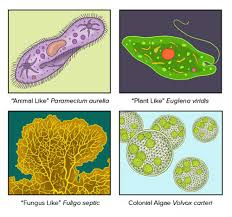 "Animal Like" Paramecium aurelia
"Plant Like" Euglena viridis
"Fungus Like" Fuligo septic
Colonial Algae Volvox carteri